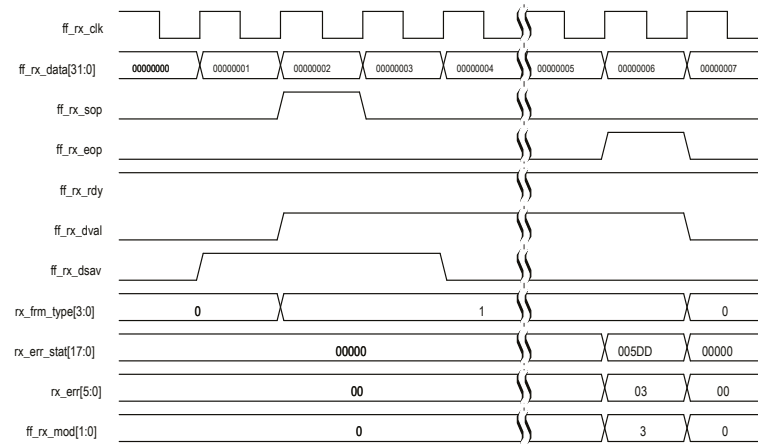 ff_rx_clk
ff_rx_data[31:0] 00000000 00000001 00000002 00000003 00000004 00000005 00000006 00000007
ff_rx_sop
ff_rx_eop
ff_rx_rdy
ff_rx_dval
ff_rx_dsav
rx_frm_type[3:0] 0 1 0
rx_err_stat[17:0] 00000 005DD 00000
rx_err[5:0] 00 03 00
ff_rx_mod[1:0] 0 3 0